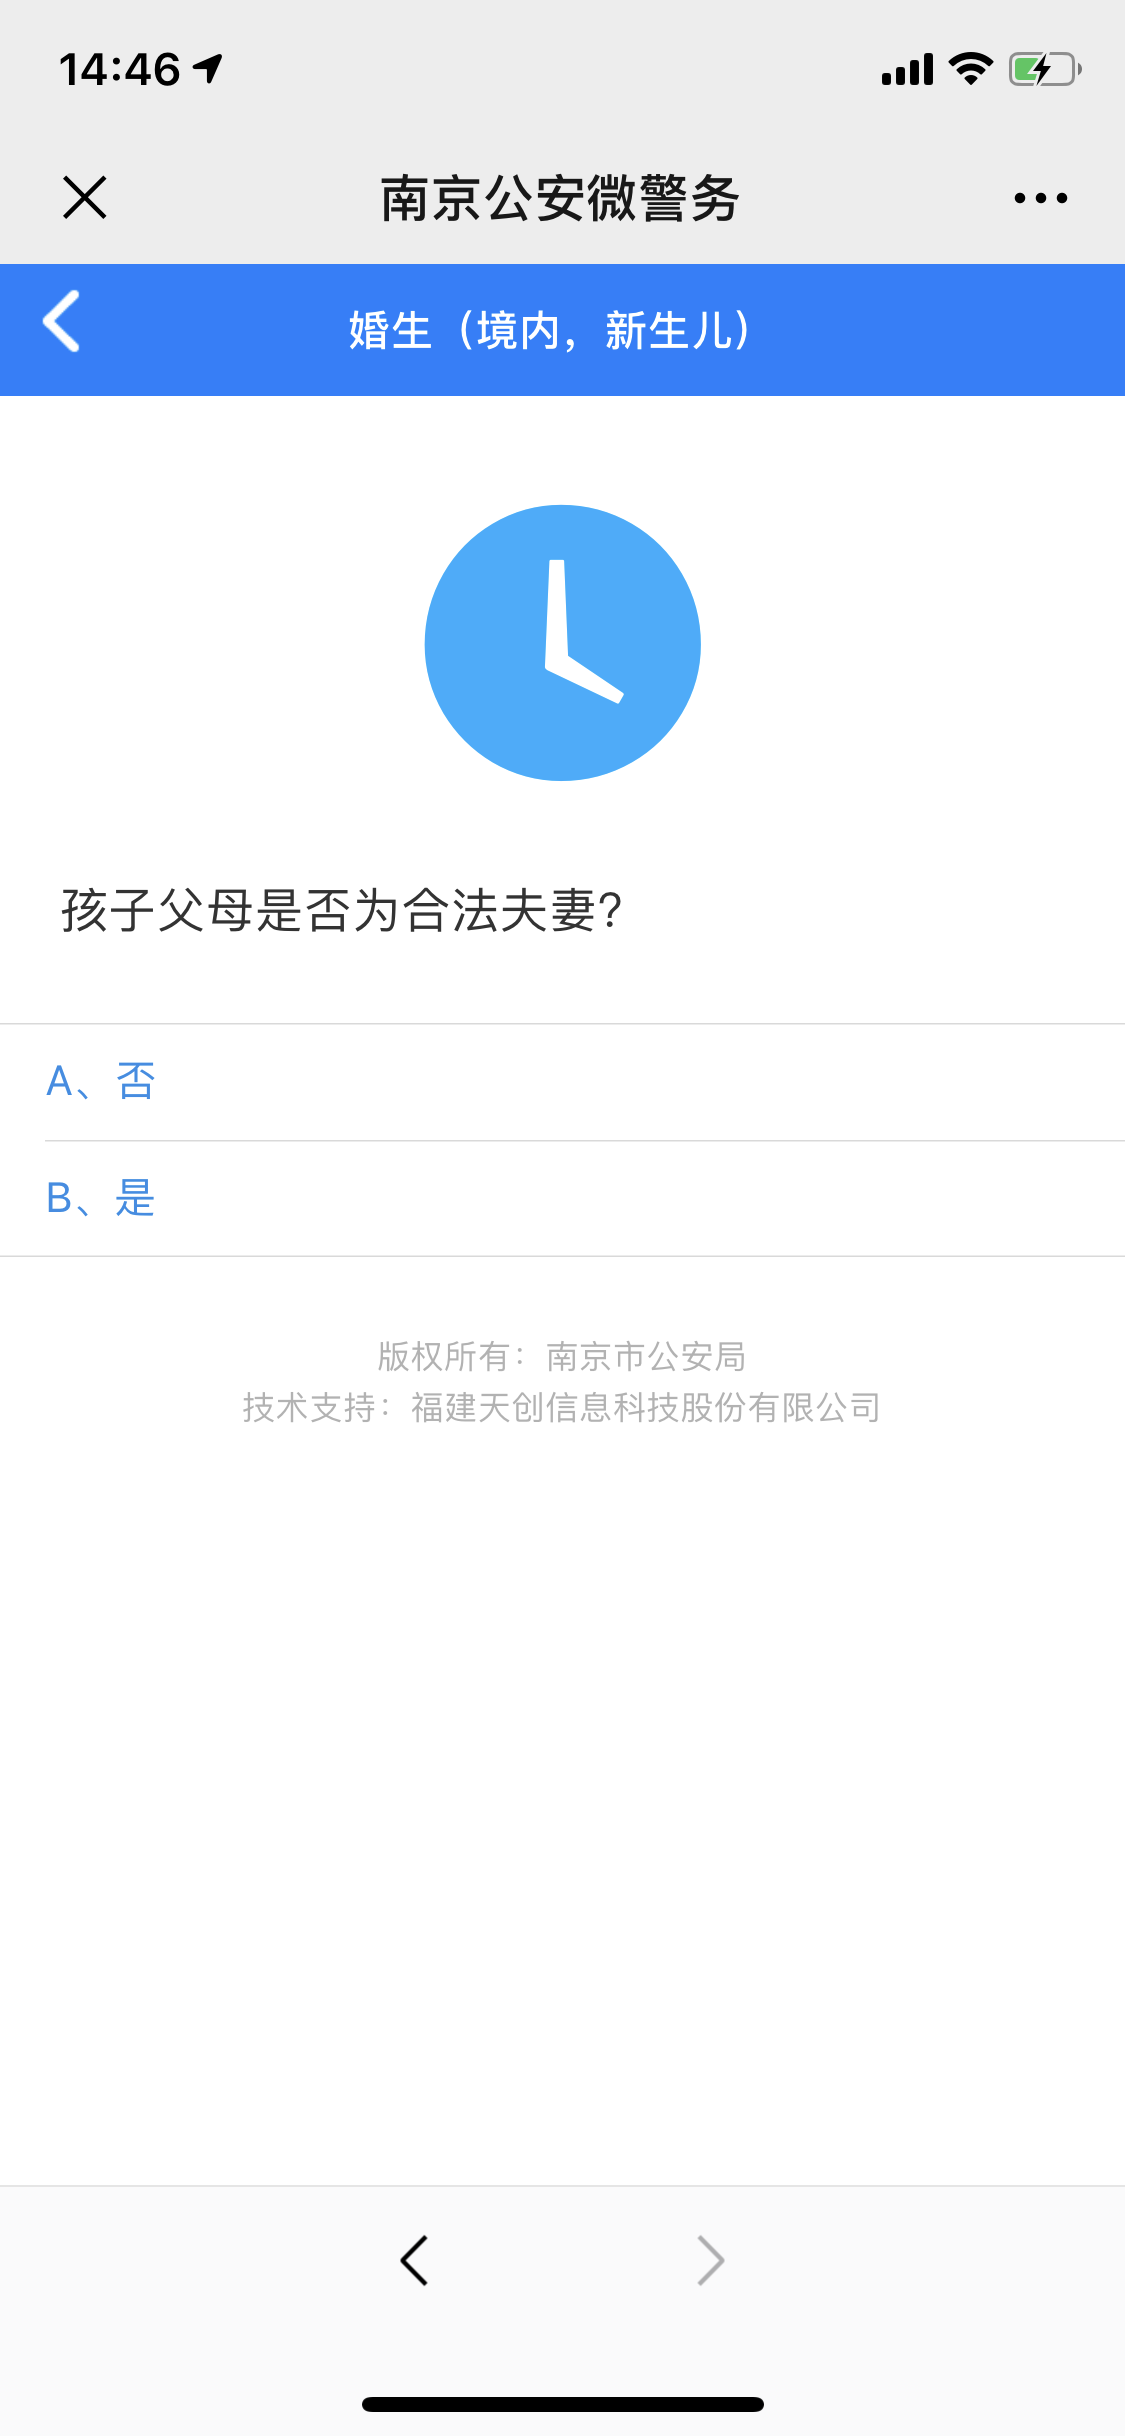 14:46
南京公安微警务
婚生（境内，新生儿）
孩子父母是否为合法夫妻？
A、否
B、是
版权所有：南京市公安局
技术支持：福建天创信息科技股份有限公司